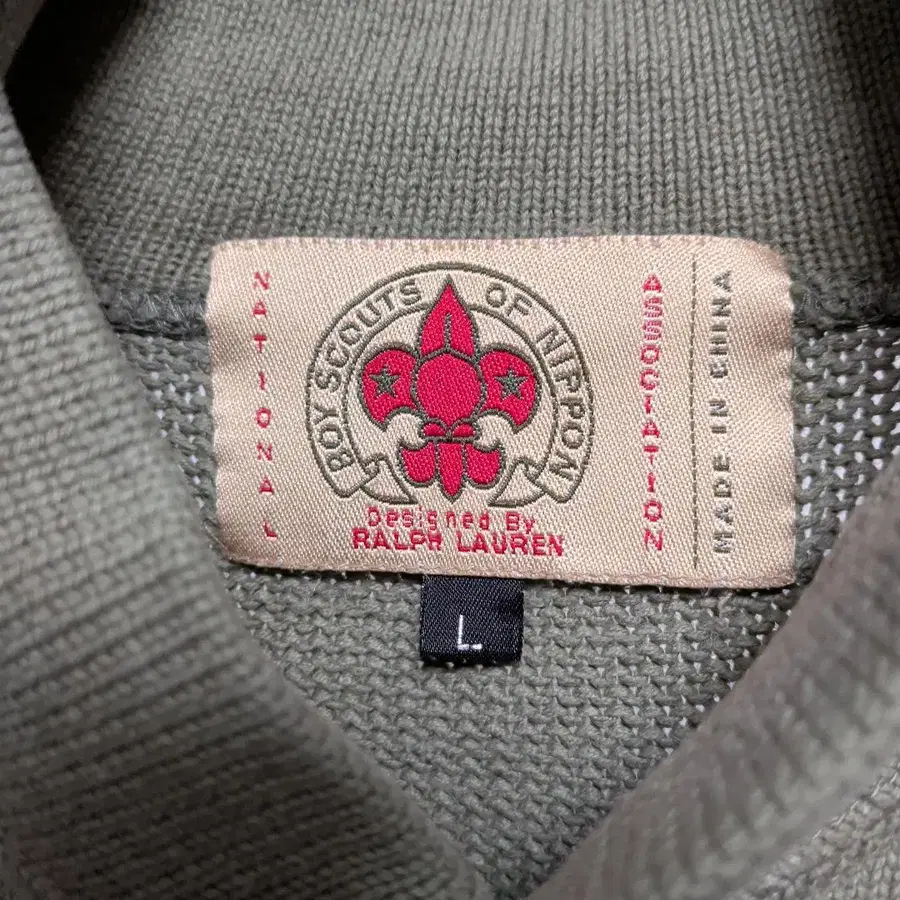 NATIONAL
BOY SCOUTS OF NIPPON
Designed By
RALPH LAUREN
ASSOCIATION
MADE IN CHINA
L